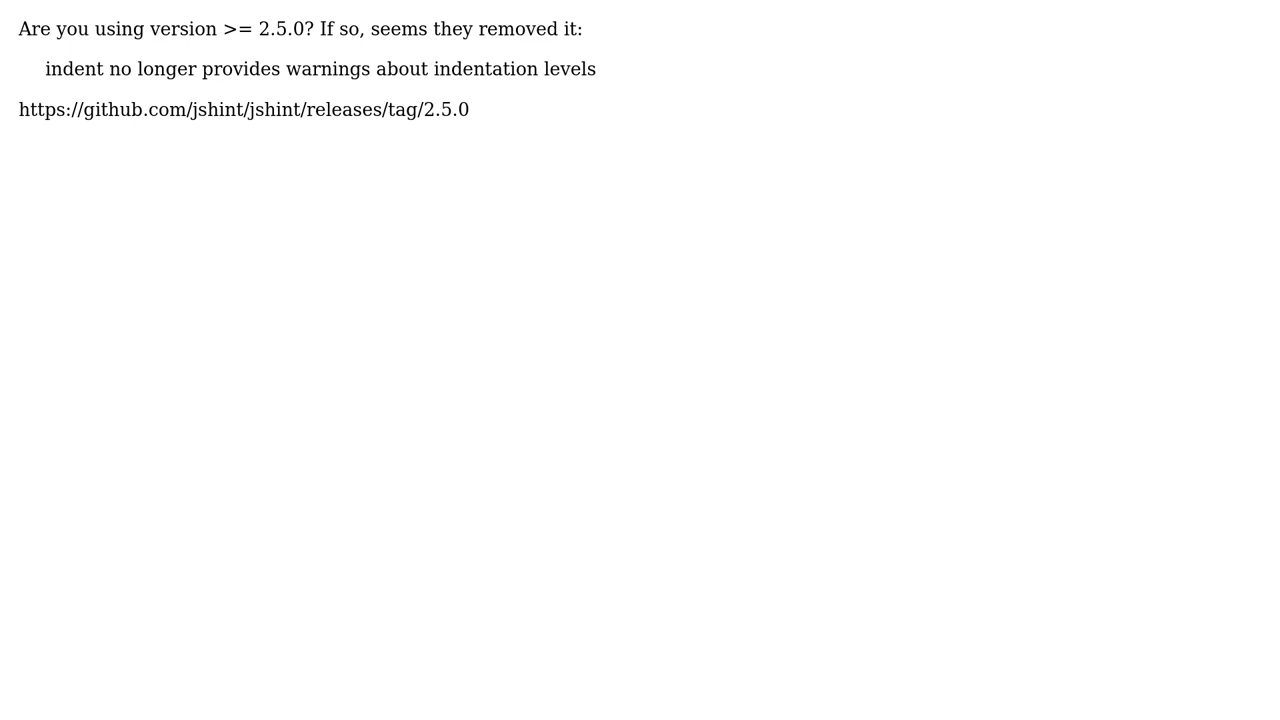 Are you using version >= 2.5.0? If so, seems they removed it:
indent no longer provides warnings about indentation levels
https://github.com/jshint/jshint/releases/tag/2.5.0